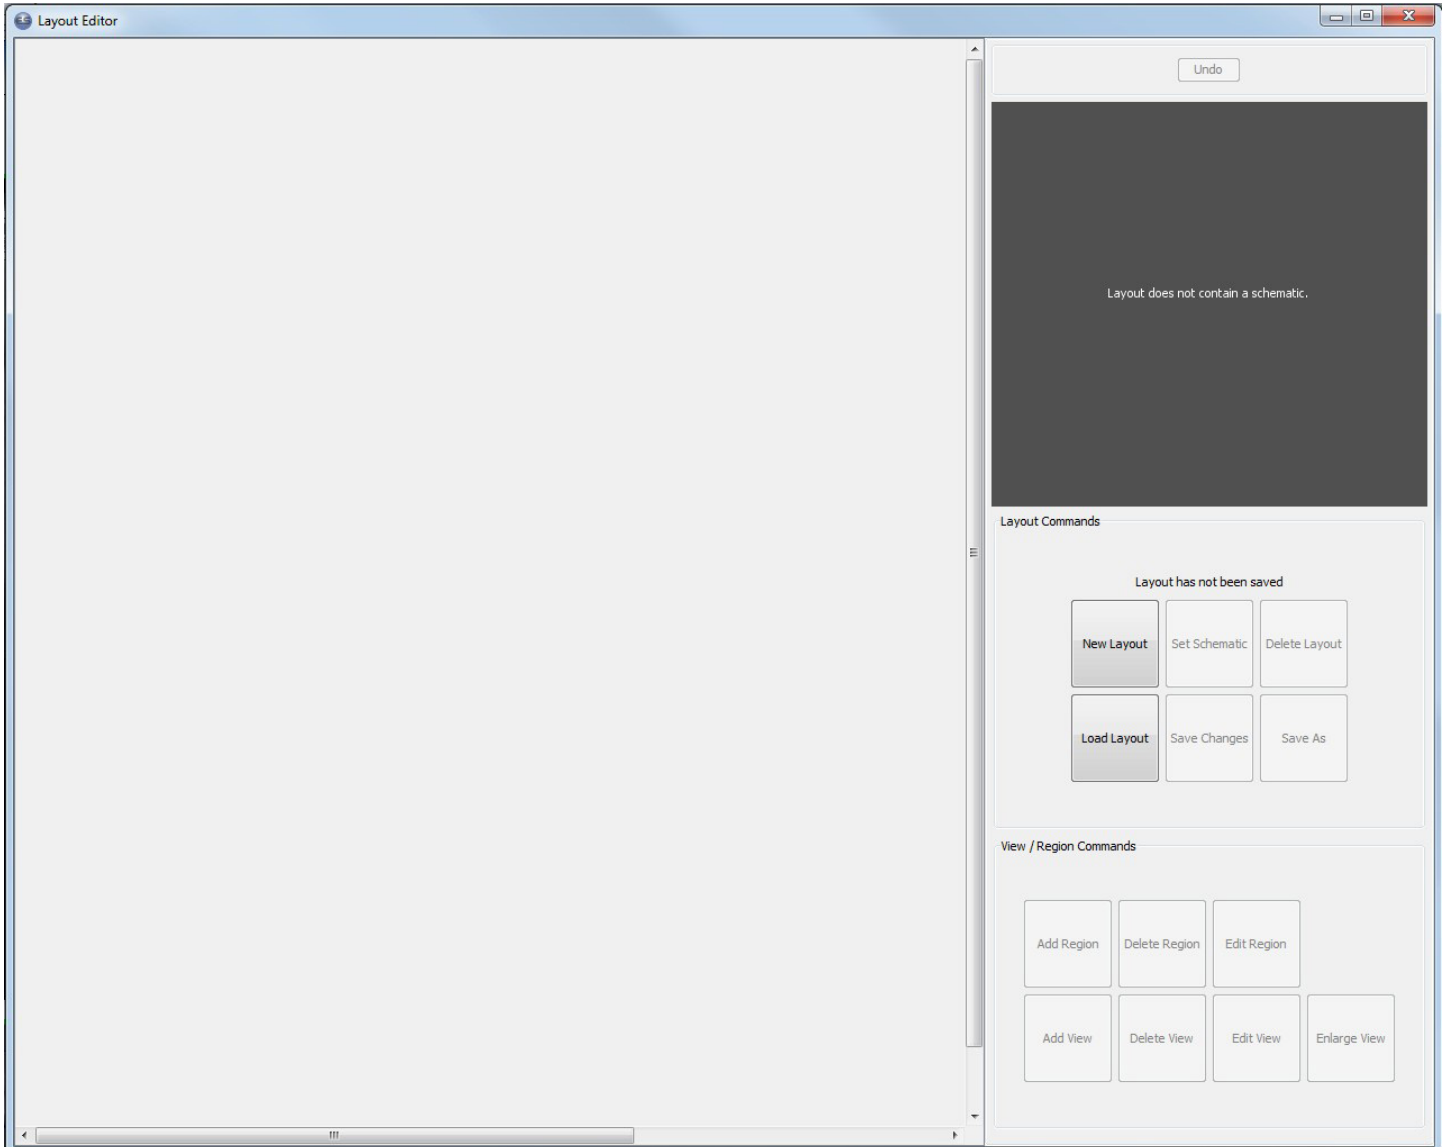 Layout Editor
Undo
Layout does not contain a schematic.
Layout Commands
Layout has not been saved
New Layout
Set Schematic
Delete Layout
Load Layout
Save Changes
Save As
View / Region Commands
Add Region
Delete Region
Edit Region
Add View
Delete View
Edit View
Enlarge View